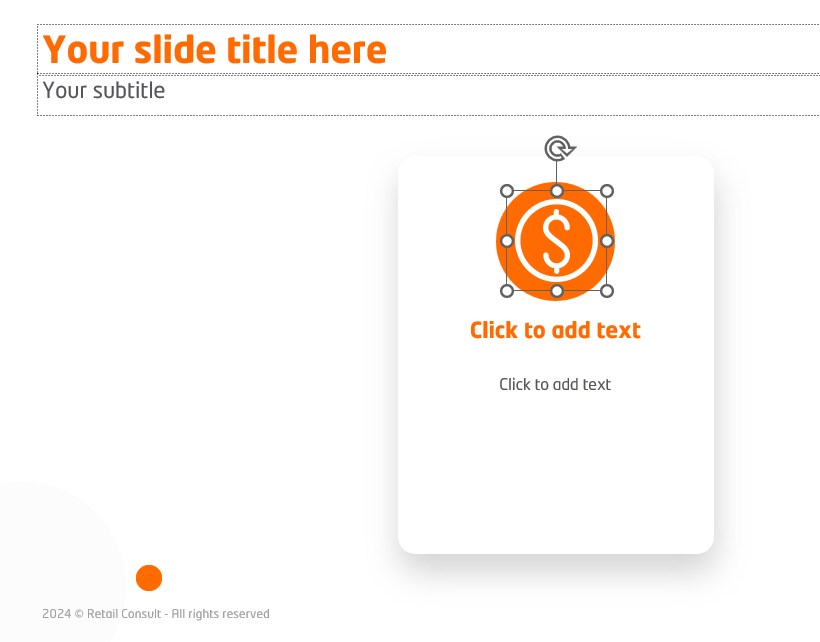 Your slide title here
Your subtitle
$
Click to add text
Click to add text
2024 © Retail Consult - All rights reserved